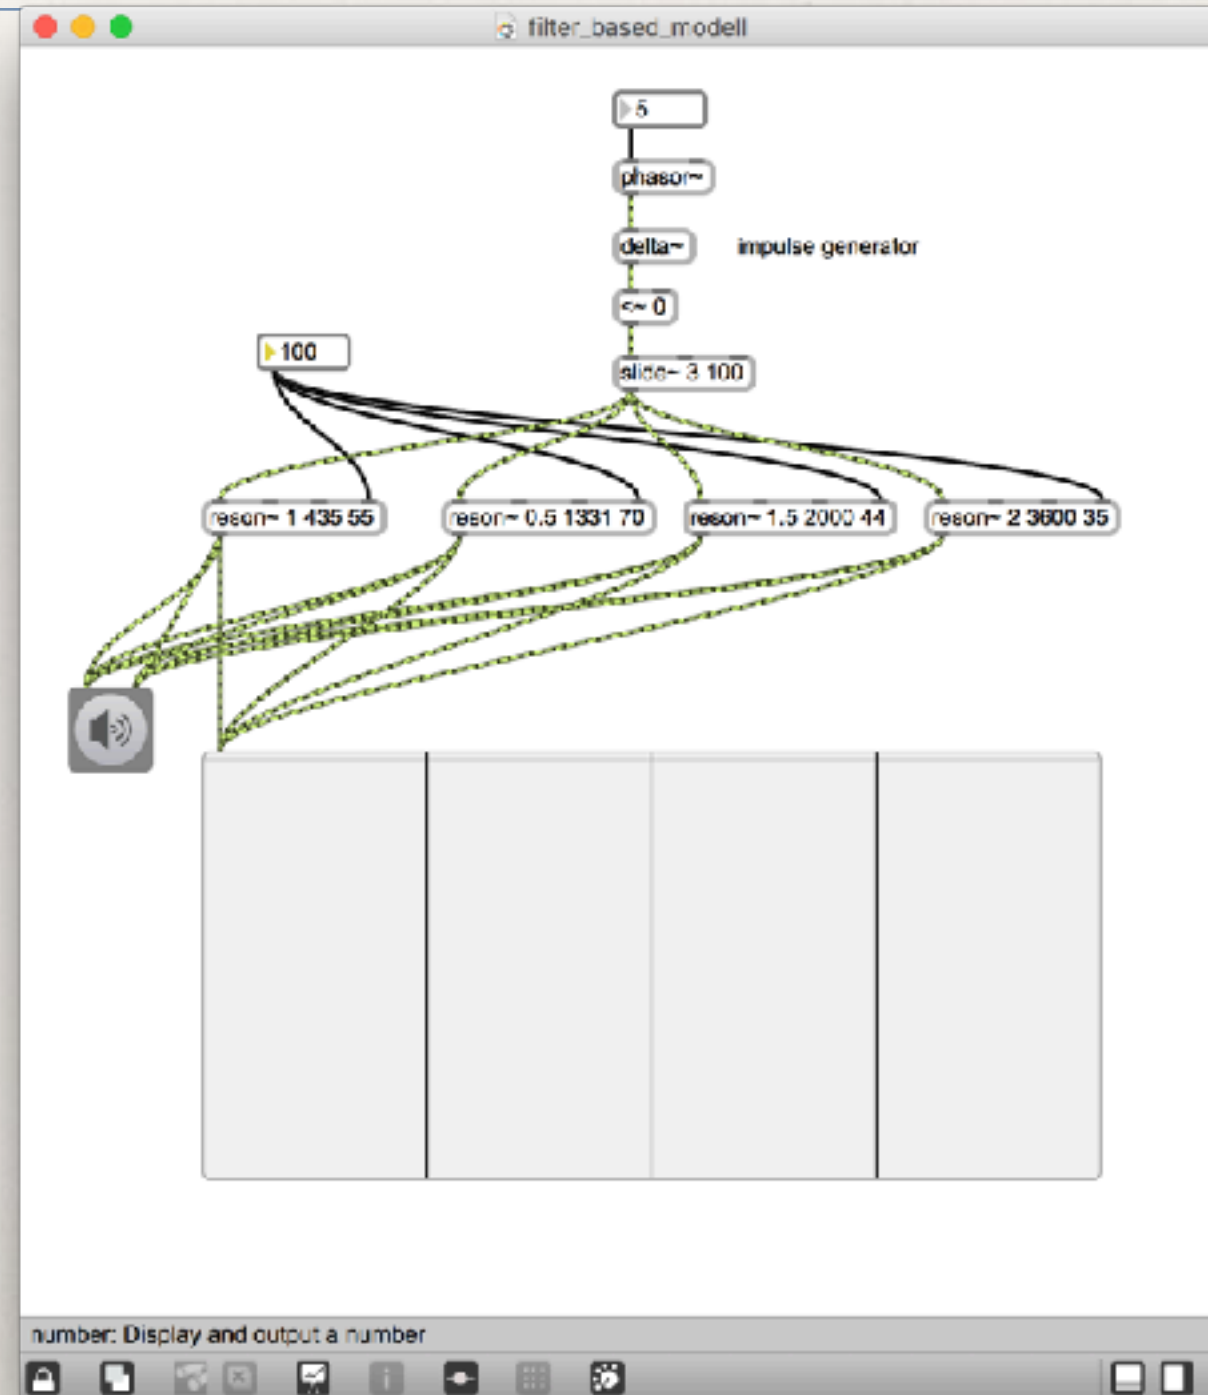 filter_based_modell
5
phasor~
delta~
impulse generator
<~ 0
100
slide~ 3 100
reson~ 1 435 55
reson~ 0.5 1331 70
reson~ 1.5 2000 44
reson~ 2 3600 35
number: Display and output a number